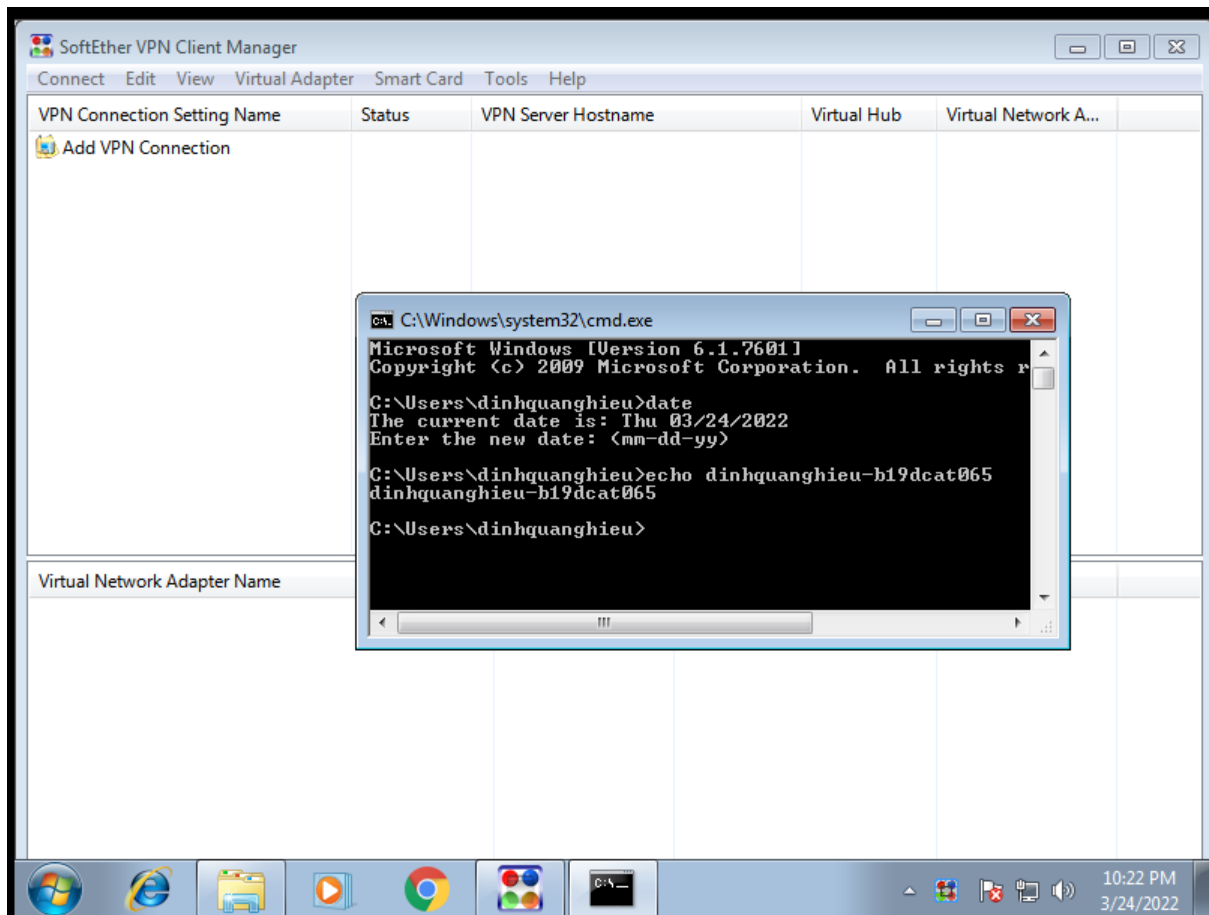 SoftEther VPN Client Manager
Connect Edit View Virtual Adapter Smart Card Tools Help
VPN Connection Setting Name Status VPN Server Hostname Virtual Hub Virtual Network A...
Add VPN Connection
C:\Windows\system32\cmd.exe
Microsoft Windows [Version 6.1.7601]
Copyright (c) 2009 Microsoft Corporation. All rights r
C:\Users\dinhquanghieu>date
The current date is: Thu 03/24/2022
Enter the new date: (mm-dd-yy)
C:\Users\dinhquanghieu>echo dinhquanghieu-b19dcat065
dinhquanghieu-b19dcat065
C:\Users\dinhquanghieu>
Virtual Network Adapter Name
10:22 PM
3/24/2022